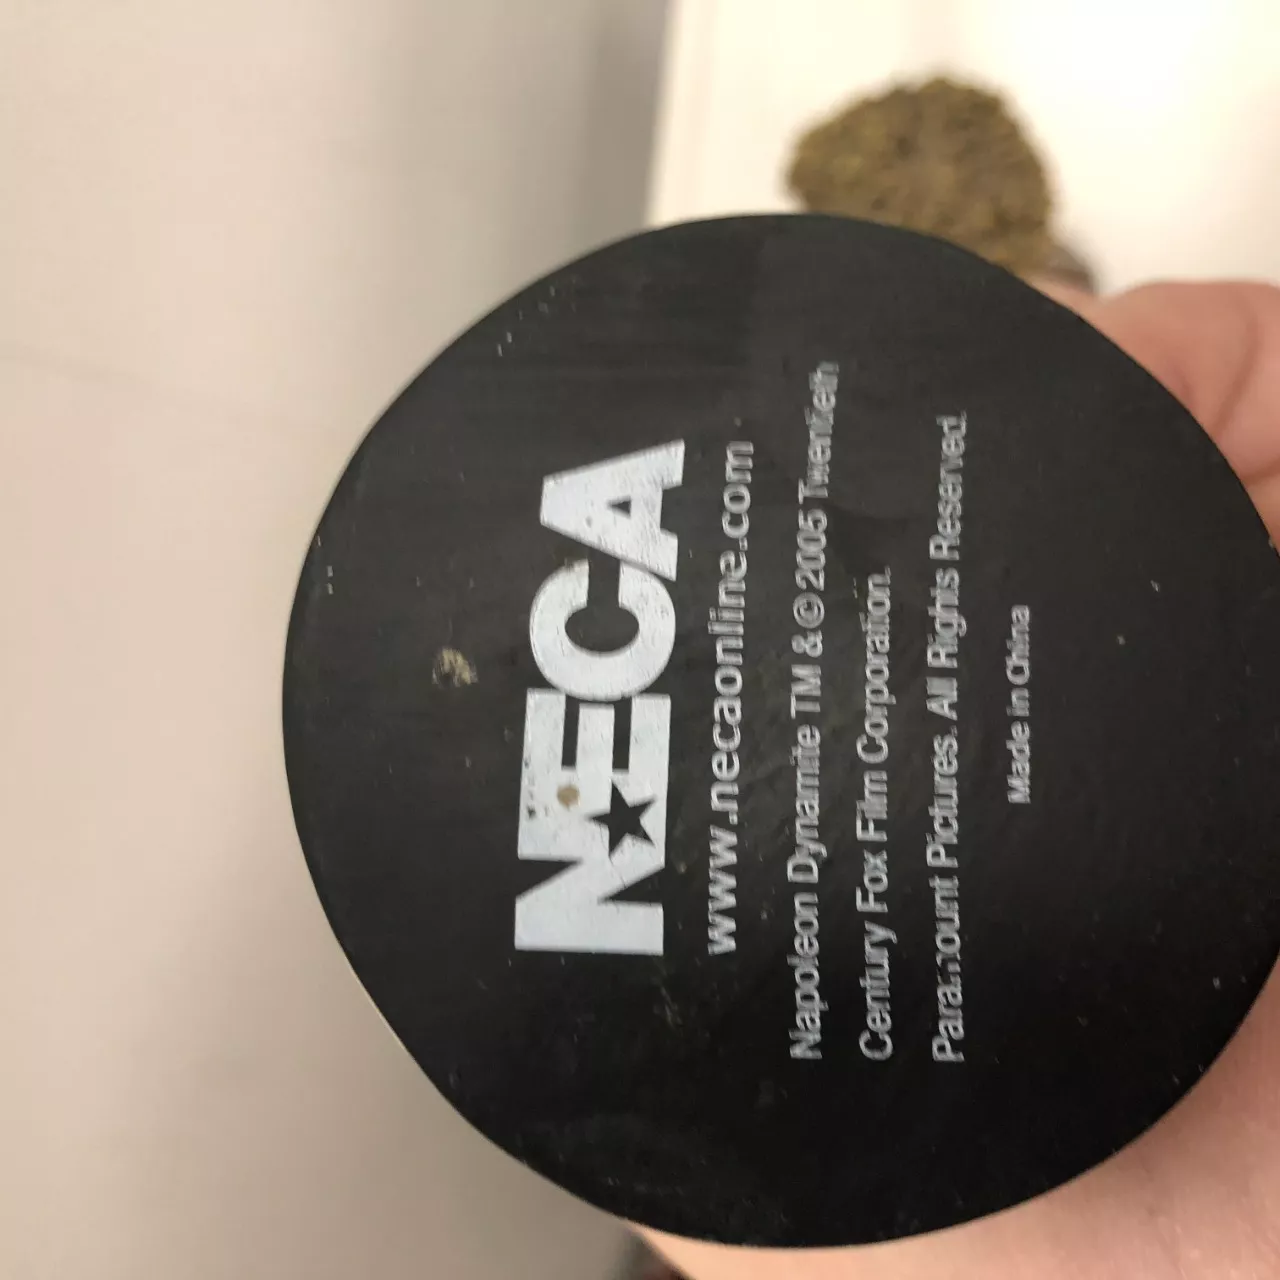 NECA
www.necaonline.com
Napoleon Dynamite TM & © 2005 Twentieth
Century Fox Film Corporation.
Paramount Pictures. All Rights Reserved.
Made in China